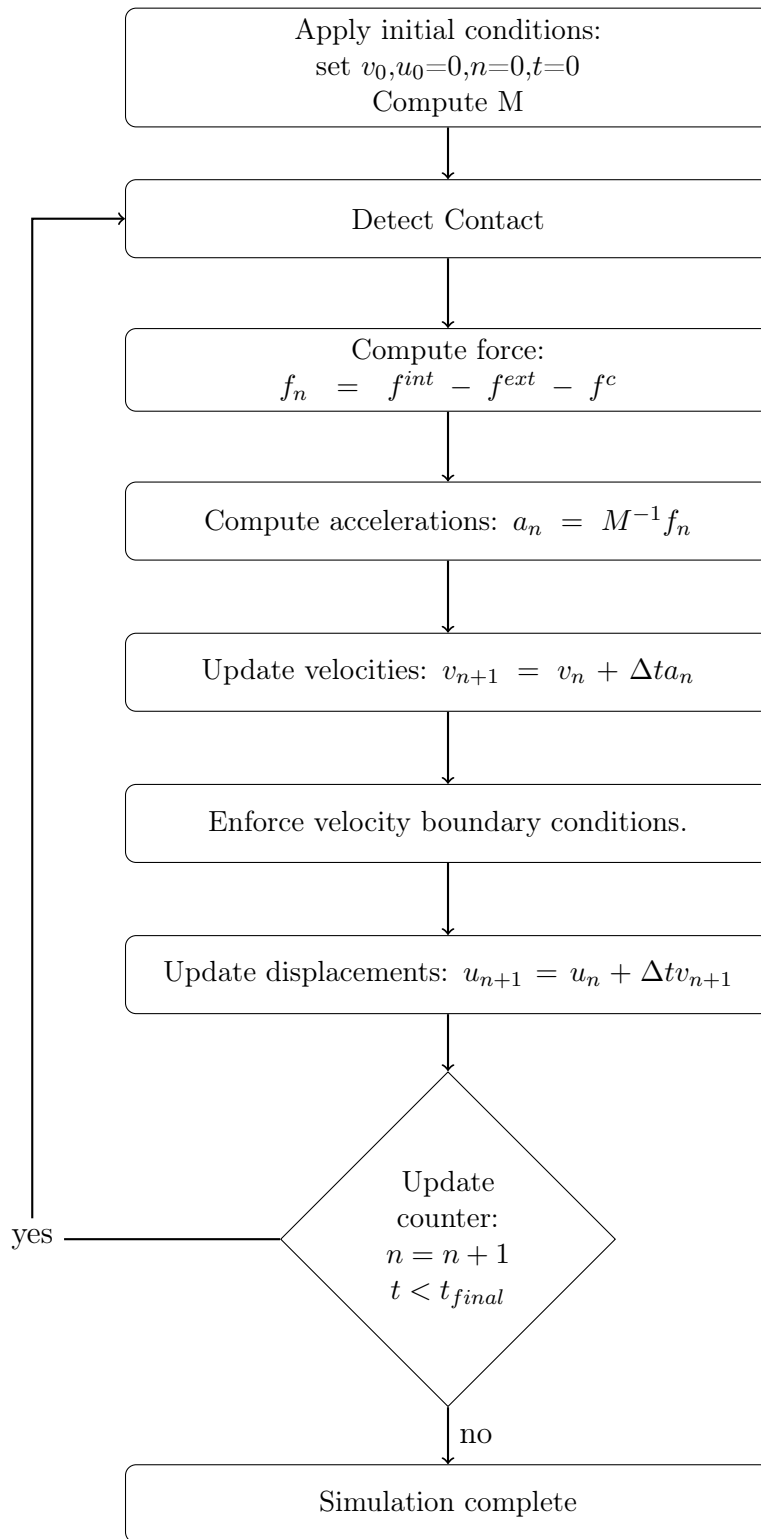 Apply initial conditions:
set v₀,u₀=0,n=0,t=0
Compute M
Detect Contact
Compute force:
fₙ = f^{int} − f^{ext} − f^{c}
Compute accelerations: aₙ = M⁻¹fₙ
Update velocities: vₙ₊₁ = vₙ + Δtaₙ
Enforce velocity boundary conditions.
Update displacements: uₙ₊₁ = uₙ + Δtvₙ₊₁
Update
counter:
n = n + 1
t < t_{final}
yes
no
Simulation complete